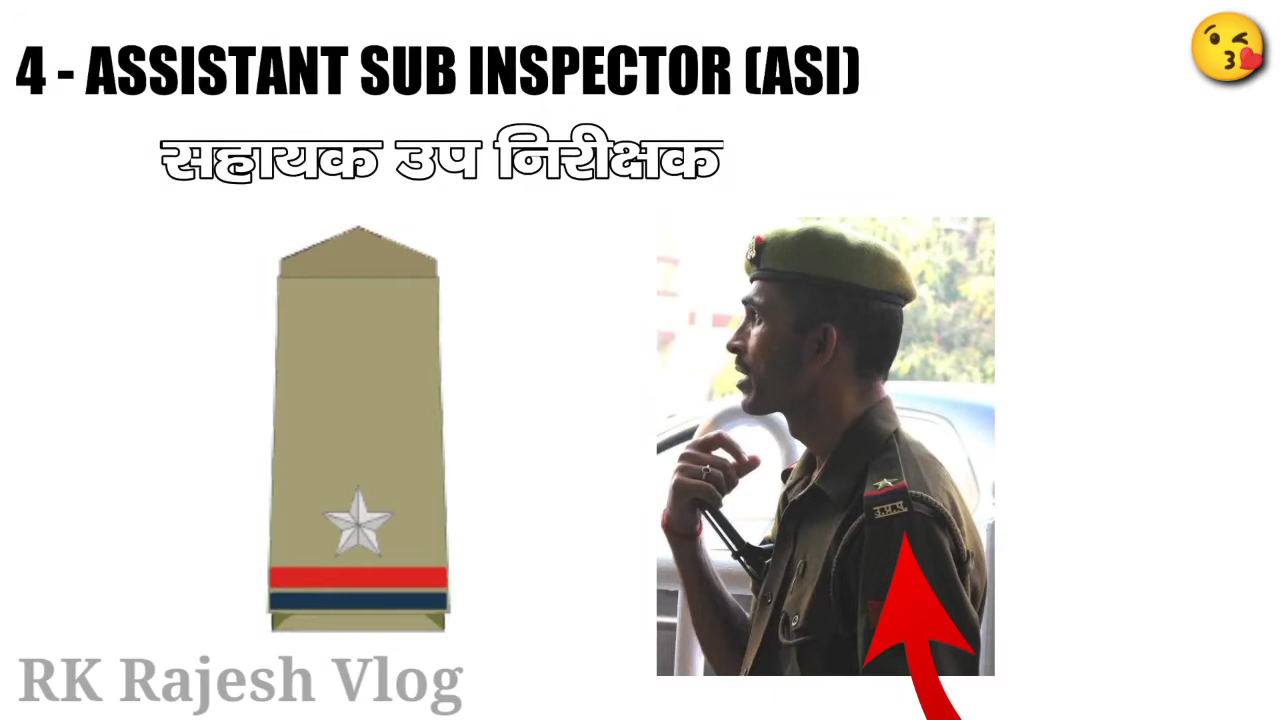 4 - ASSISTANT SUB INSPECTOR (ASI)
सहायक उप निरीक्षक
उ.प्र.पु.
RK Rajesh Vlog